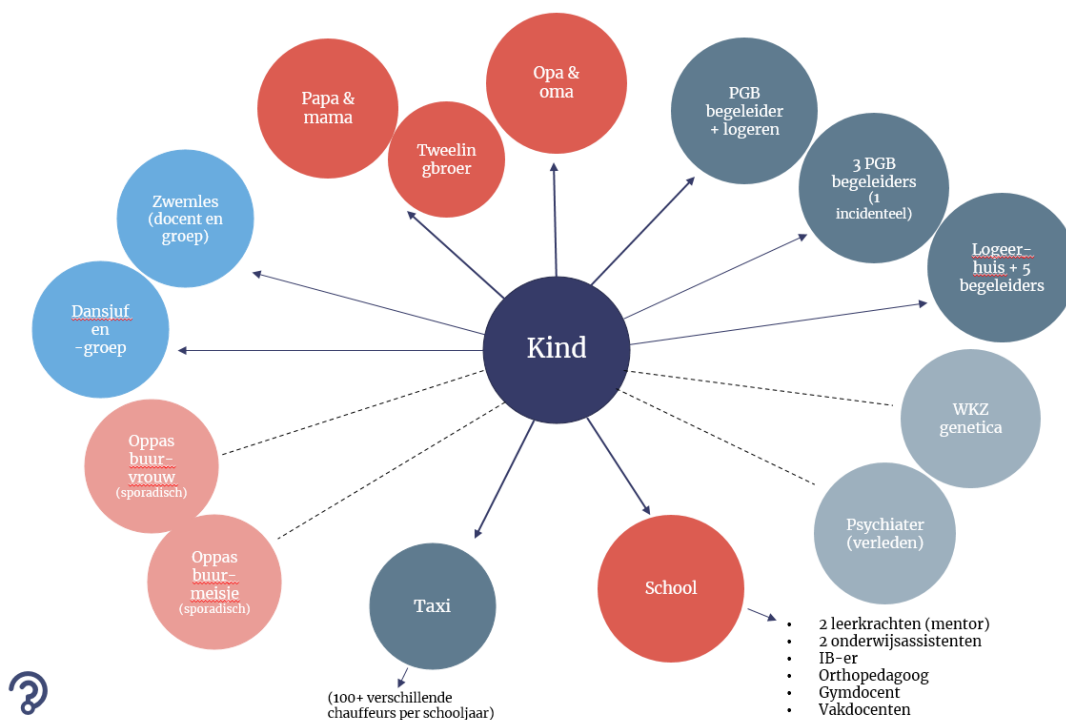 Papa &
mama
Tweelin
gbroer
Opa &
oma
PGB
begeleider
+ logeren
3 PGB
begeleiders
(1
incidenteel)
Logeer-
huis + 5
begeleiders
Zwemles
(docent en
groep)
Dansjuf
en
-groep
Kind
WKZ
genetica
Psychiater
(verleden)
Oppas
buur-
vrouw
(sporadisch)
Oppas
buur-
meisje
(sporadisch)
Taxi
(100+ verschillende
chauffeurs per schooljaar)
School
• 2 leerkrachten (mentor)
• 2 onderwijsassistenten
• IB-er
• Orthopedagoog
• Gymdocent
• Vakdocenten